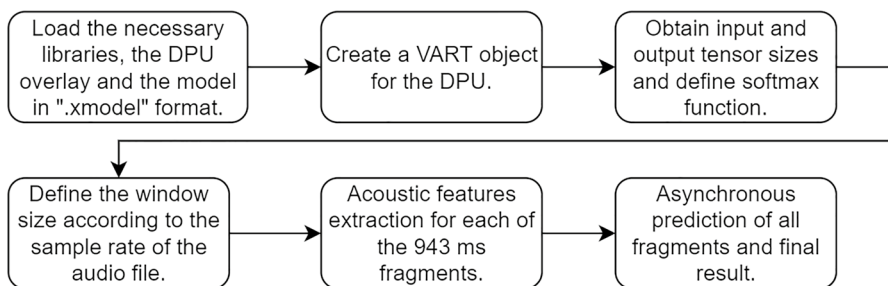 Load the necessary
libraries, the DPU
overlay and the model
in ".xmodel" format.
Create a VART object
for the DPU.
Obtain input and
output tensor sizes
and define softmax
function.
Define the window
size according to the
sample rate of the
audio file.
Acoustic features
extraction for each of
the 943 ms
fragments.
Asynchronous
prediction of all
fragments and final
result.